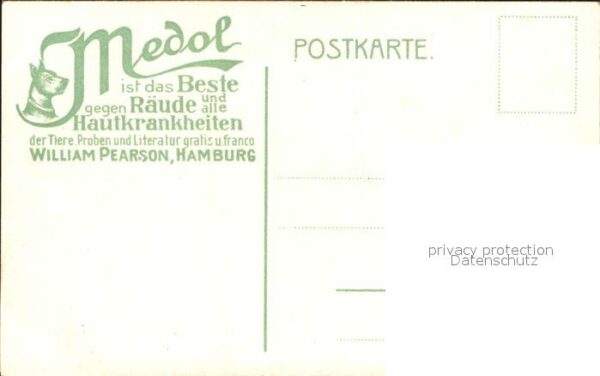 Medol
ist das Beste
gegen Räude und alle
Hautkrankheiten
der Tiere. Proben und Literatur gratis u. franco
WILLIAM PEARSON, HAMBURG
POSTKARTE.
privacy protection
Datenschutz